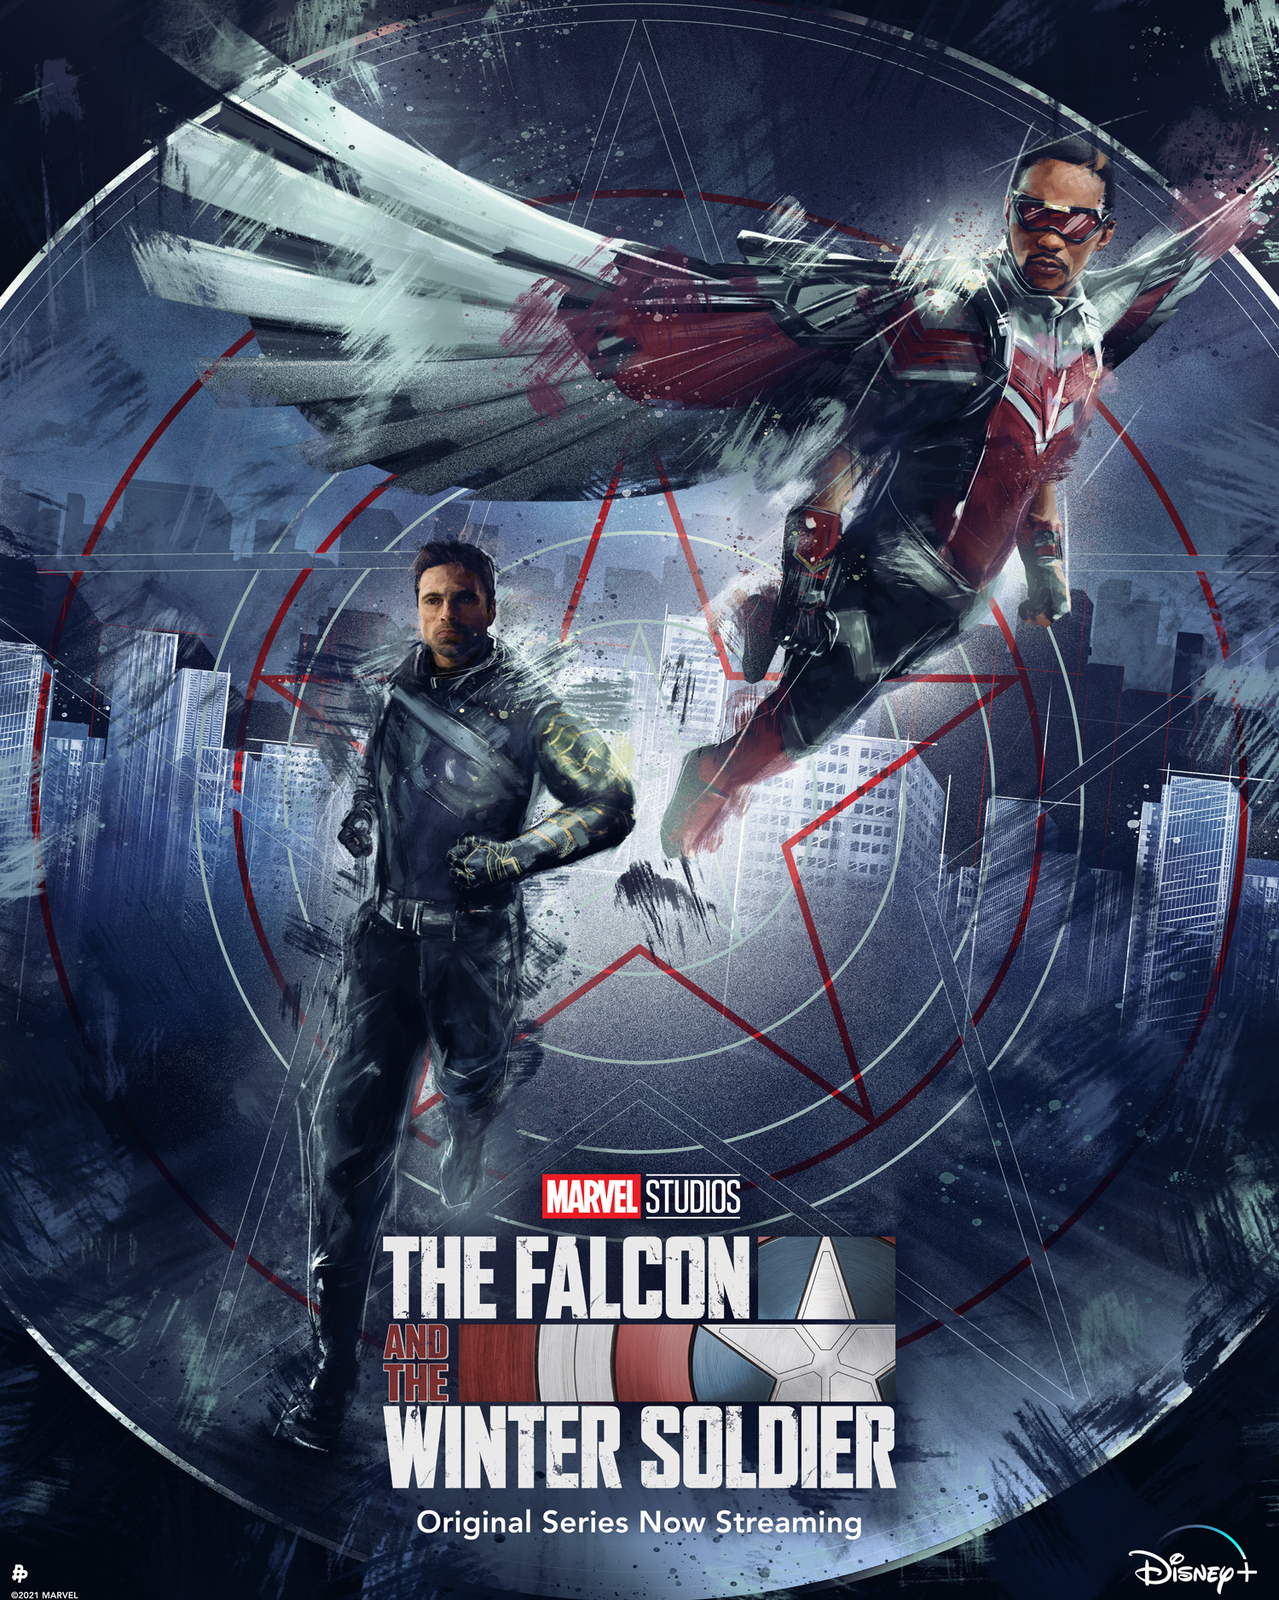 MARVEL STUDIOS
THE FALCON
AND
THE
WINTER SOLDIER
Original Series Now Streaming
©2021 MARVEL
Disney+